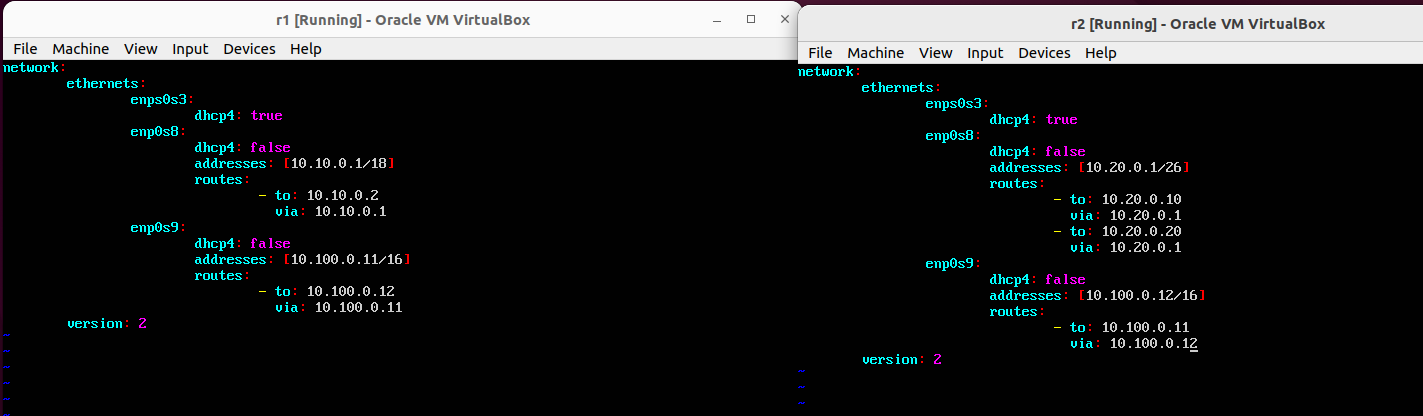 r1 [Running] - Oracle VM VirtualBox
File Machine View Input Devices Help
network:
ethernets:
enps0s3:
dhcp4: true
enp0s8:
dhcp4: false
addresses: [10.10.0.1/18]
routes:
- to: 10.10.0.2
via: 10.10.0.1
enp0s9:
dhcp4: false
addresses: [10.100.0.11/16]
routes:
- to: 10.100.0.12
via: 10.100.0.11
version: 2
~
~
~
~
~
r2 [Running] - Oracle VM VirtualBox
File Machine View Input Devices Help
network:
ethernets:
enps0s3:
dhcp4: true
enp0s8:
dhcp4: false
addresses: [10.20.0.1/26]
routes:
- to: 10.20.0.10
via: 10.20.0.1
- to: 10.20.0.20
via: 10.20.0.1
enp0s9:
dhcp4: false
addresses: [10.100.0.12/16]
routes:
- to: 10.100.0.11
via: 10.100.0.12
version: 2
~
~
~